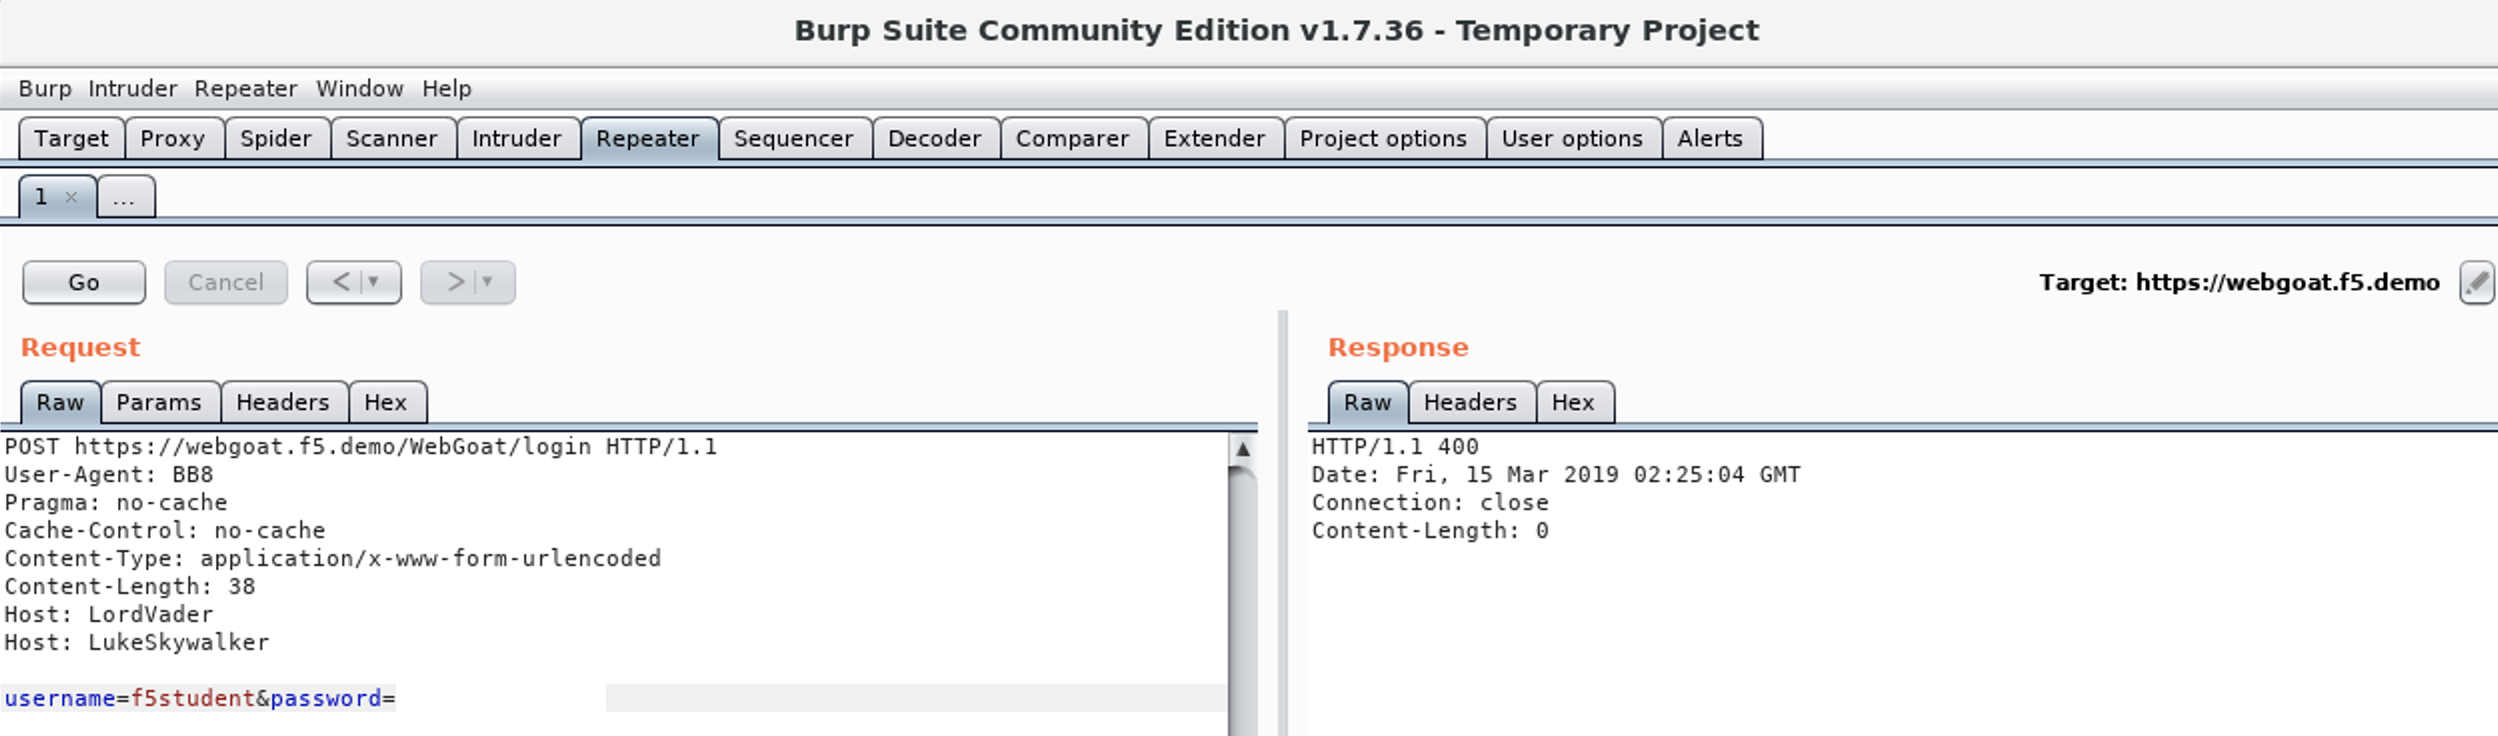 Burp Suite Community Edition v1.7.36 - Temporary Project
Burp Intruder Repeater Window Help
Target Proxy Spider Scanner Intruder Repeater Sequencer Decoder Comparer Extender Project options User options Alerts
1 × ...
Go Cancel < > Target: https://webgoat.f5.demo
Request
Raw Params Headers Hex
POST https://webgoat.f5.demo/WebGoat/login HTTP/1.1
User-Agent: BB8
Pragma: no-cache
Cache-Control: no-cache
Content-Type: application/x-www-form-urlencoded
Content-Length: 38
Host: LordVader
Host: LukeSkywalker
username=f5student&password=
Response
Raw Headers Hex
HTTP/1.1 400
Date: Fri, 15 Mar 2019 02:25:04 GMT
Connection: close
Content-Length: 0